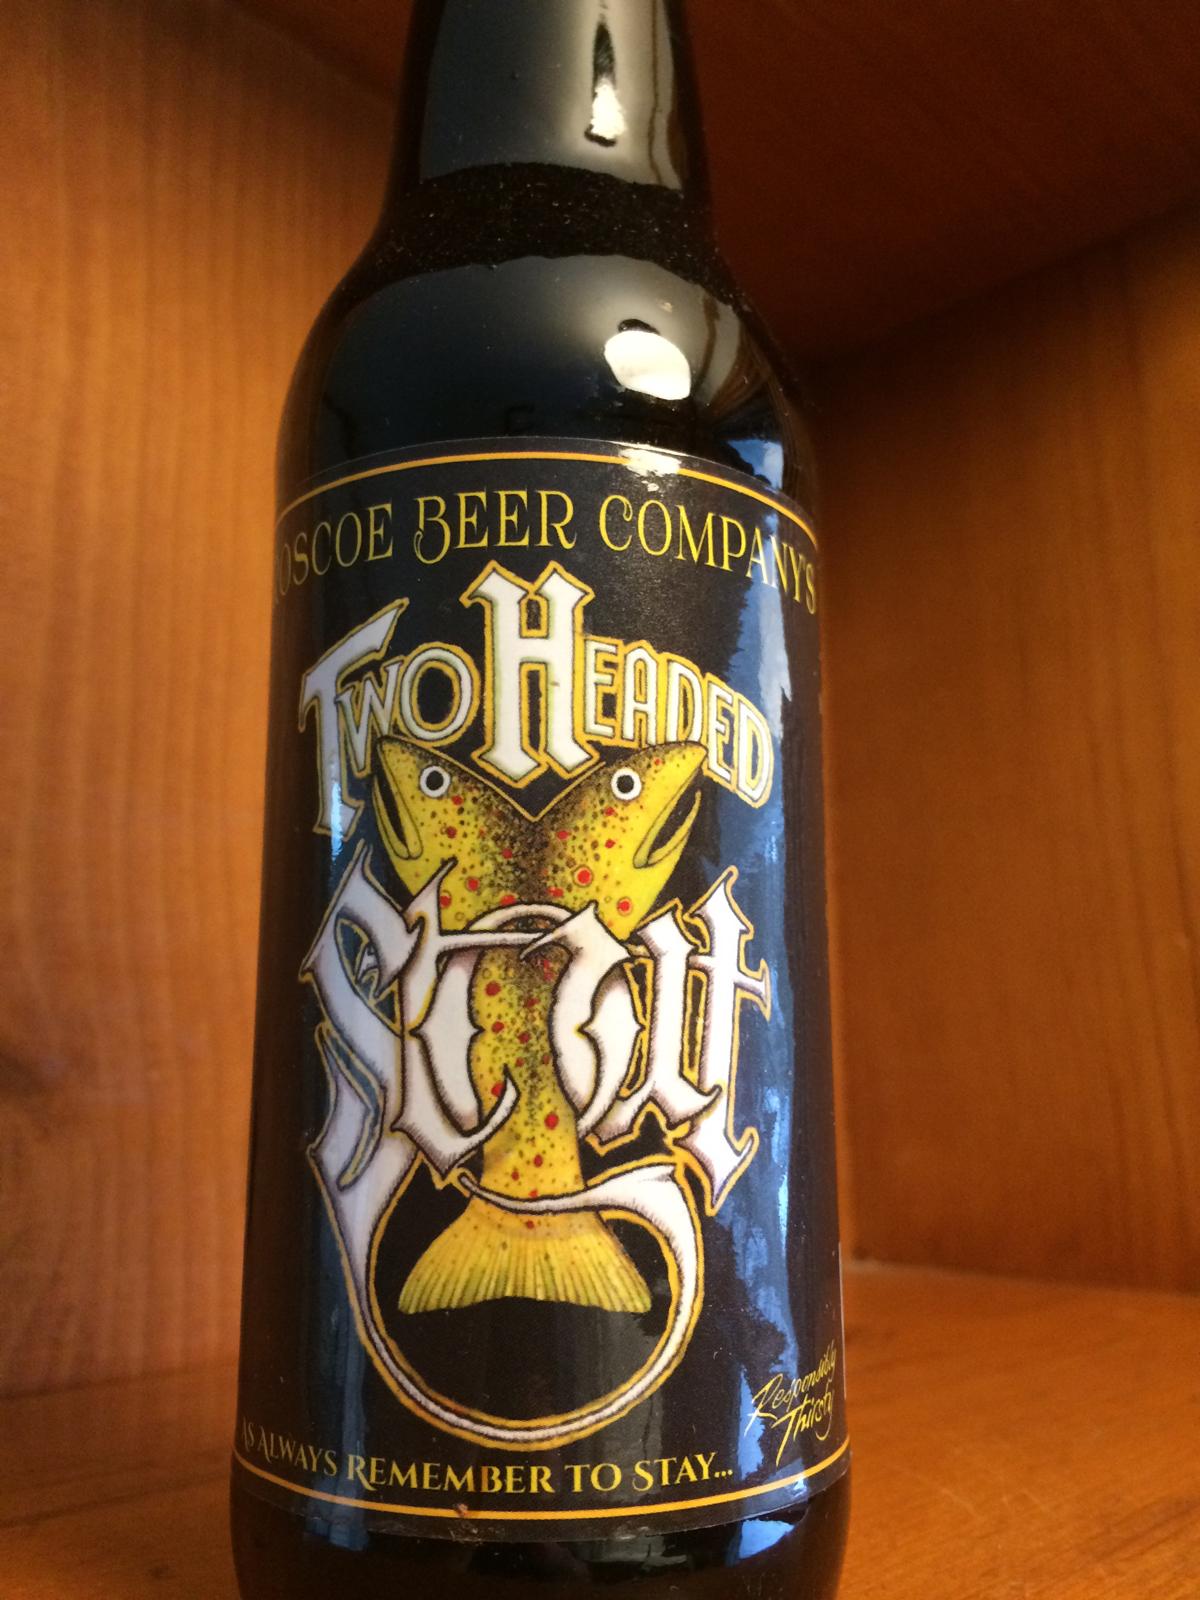 ROSCOE BEER COMPANY'S
TWO HEADED
Stout
AS ALWAYS REMEMBER TO STAY...
Responsibly
Thirsty